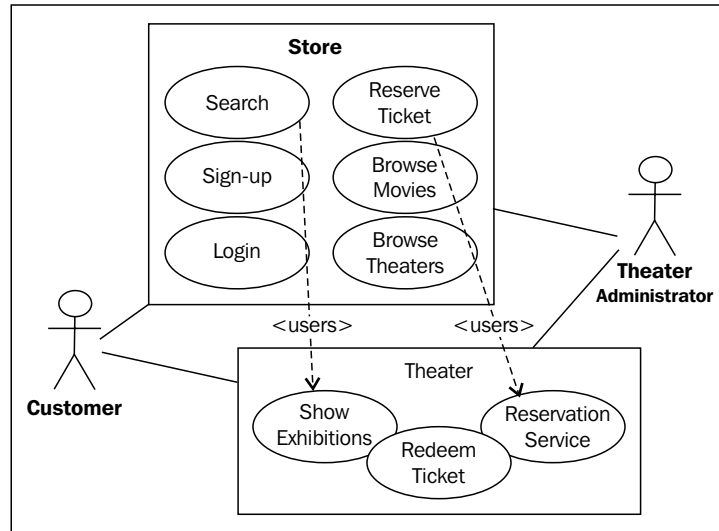 Store
Search
Reserve
Ticket
Sign-up
Browse
Movies
Login
Browse
Theaters
Theater
Administrator
<users>
<users>
Customer
Theater
Show
Exhibitions
Redeem
Ticket
Reservation
Service